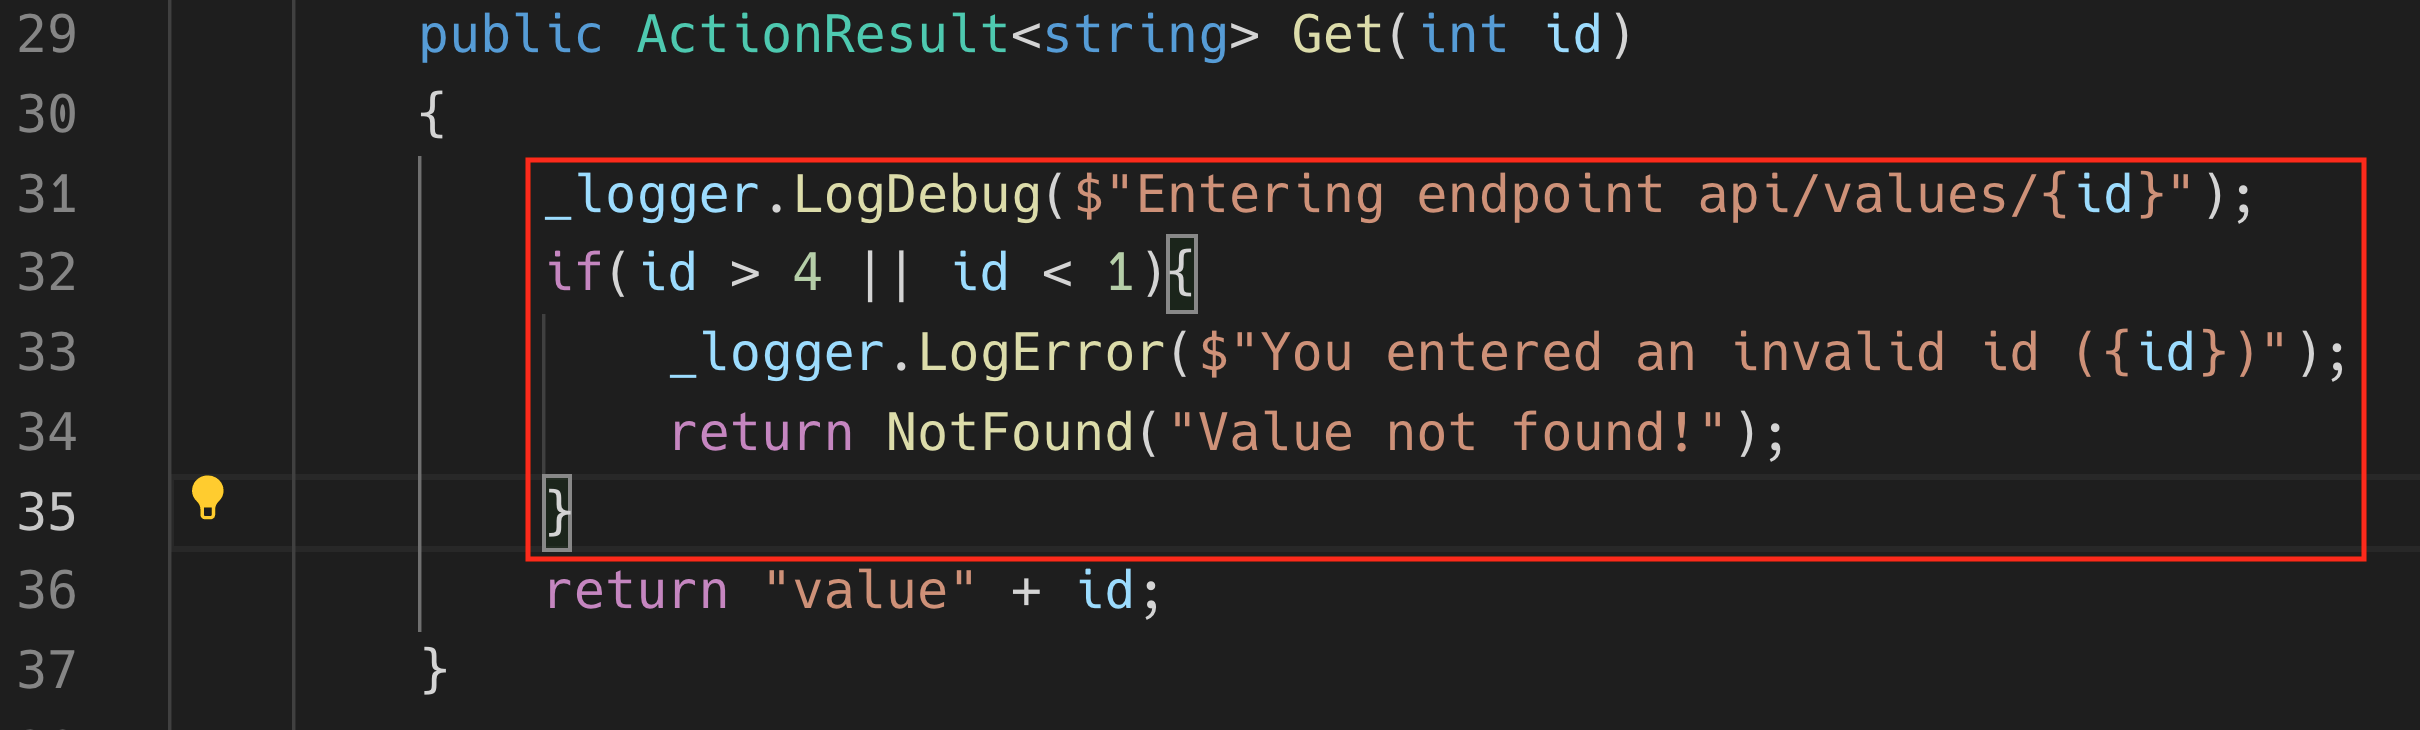 29 public ActionResult<string> Get(int id)
30 {
31 _logger.LogDebug($"Entering endpoint api/values/{id}");
32 if(id > 4 || id < 1){
33 _logger.LogError($"You entered an invalid id ({id})");
34 return NotFound("Value not found!");
35 }
36 return "value" + id;
37 }